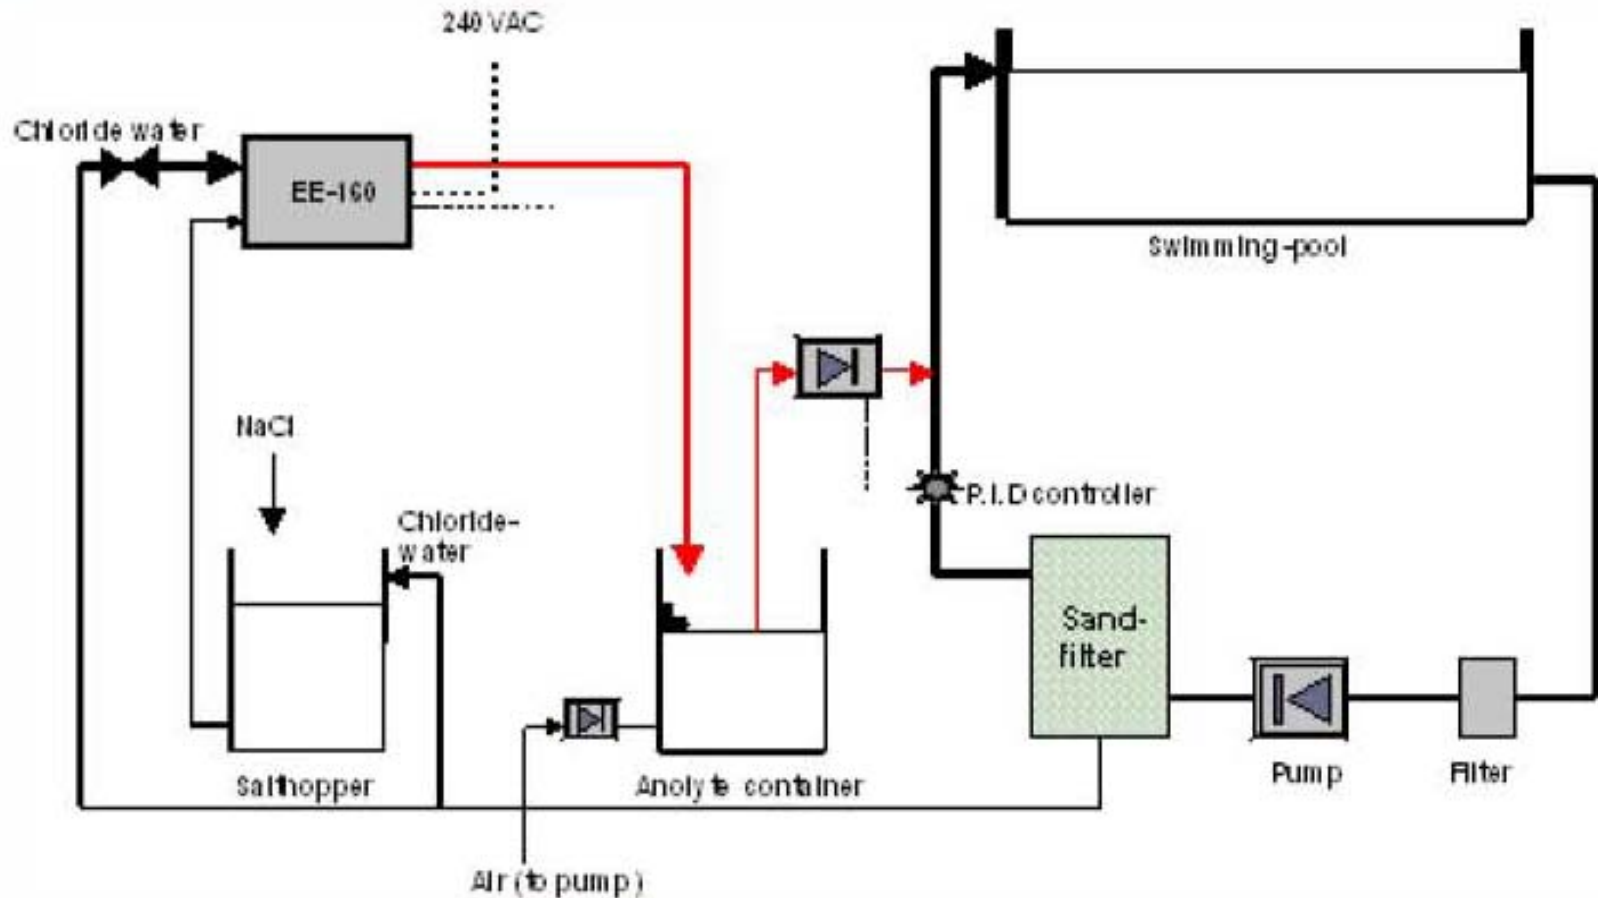 240 VAC
Chloride water
EE-160
Swimming-pool
NaCl
Chloride-
water
P.I.D controller
Sand-
filter
Salthopper
Anolyte container
Pump
Filter
Air (to pump)